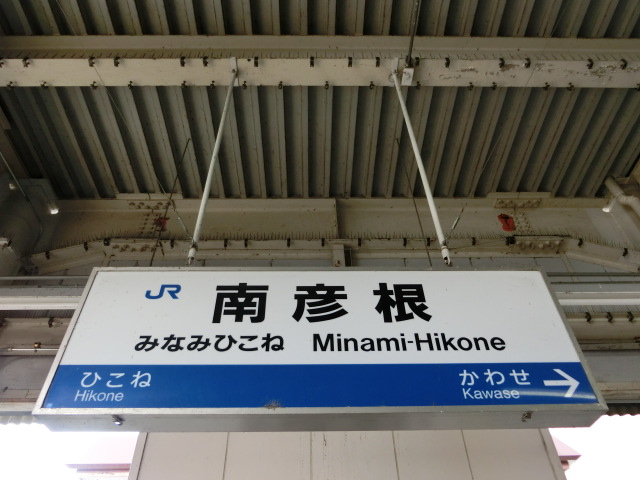 JR 南彦根
みなみひこね Minami-Hikone
ひこね かわせ →
Hikone Kawase